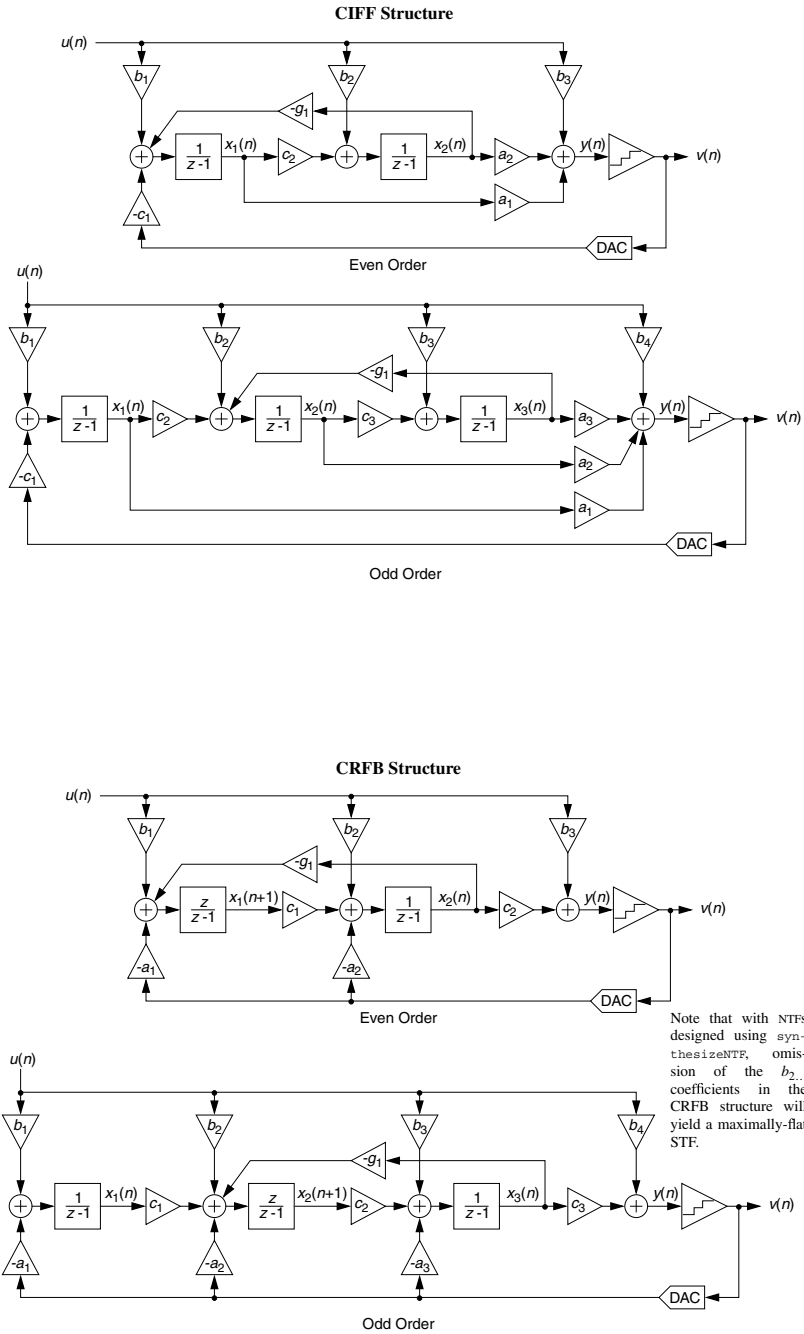 CIFF Structure
u(n)
b1 b2 b3
-g1
1/z-1 x1(n) c2 1/z-1 x2(n) a2 y(n) v(n)
-c1 a1
DAC
Even Order
u(n)
b1 b2 b3 b4
-g1
1/z-1 x1(n) c2 1/z-1 x2(n) c3 1/z-1 x3(n) a3 y(n) v(n)
a2
-c1
a1
DAC
Odd Order
CRFB Structure
u(n)
b1 b2 b3
-g1
z/z-1 x1(n+1) c1 1/z-1 x2(n) c2 y(n) v(n)
-a1 -a2
DAC
Even Order
Note that with NTFs
designed using syn-
thesizeNTF, omis-
sion of the b2...
coefficients in the
CRFB structure will
yield a maximally-flat
STF.
u(n)
b1 b2 b3 b4
-g1
1/z-1 x1(n) c1 z/z-1 x2(n+1) c2 1/z-1 x3(n) c3 y(n) v(n)
-a1 -a2 -a3
DAC
Odd Order